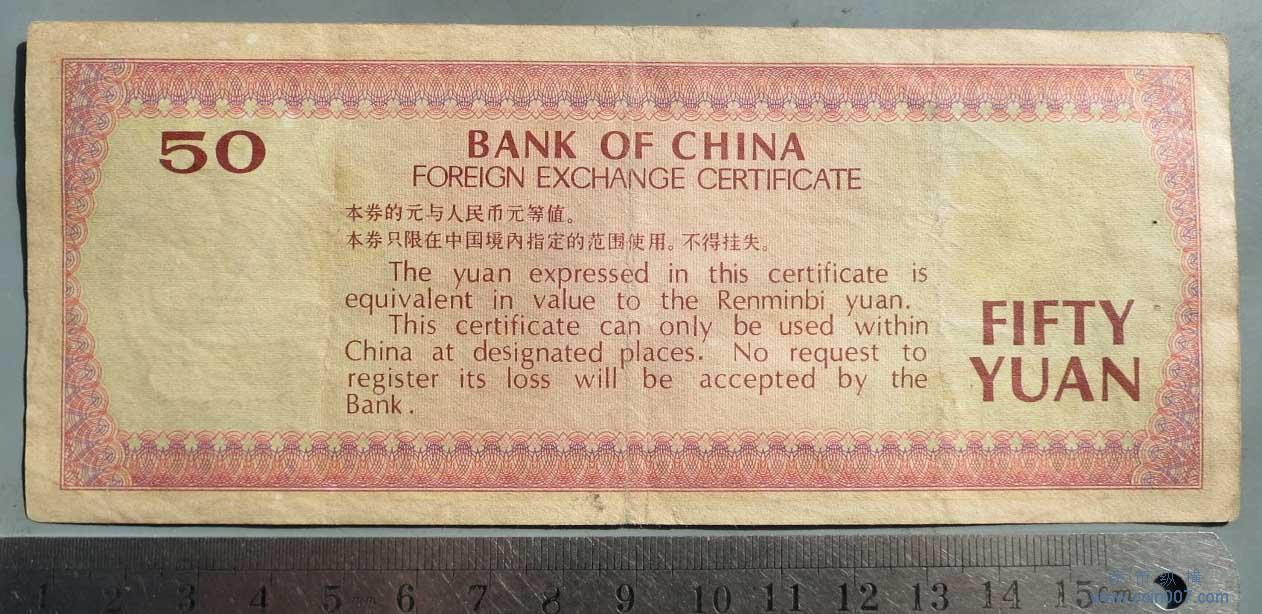 50
BANK OF CHINA
FOREIGN EXCHANGE CERTIFICATE
本券的元与人民币元等值。
本券只限在中国境内指定的范围使用。不得挂失。
The yuan expressed in this certificate is
equivalent in value to the Renminbi yuan.
This certificate can only be used within
China at designated places. No request to
register its loss will be accepted by the
Bank.
FIFTY
YUAN
1 2 3 4 5 6 7 8 9 10 11 12 13 14 15
www.coin007.com